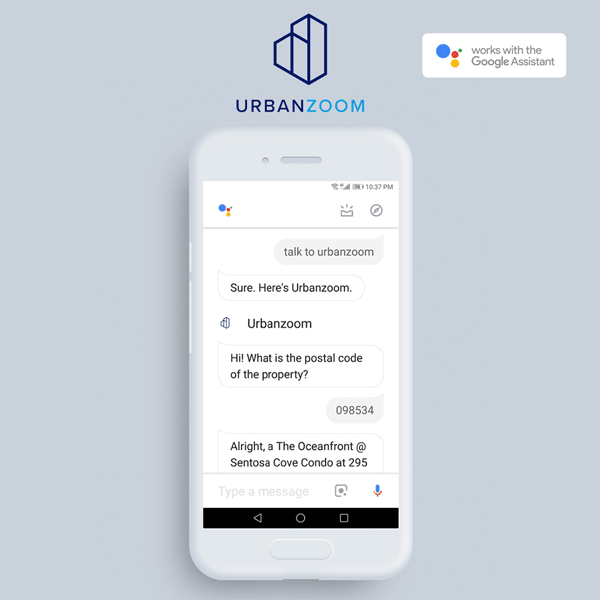 URBANZOOM
works with the
Google Assistant
10:37 PM
talk to urbanzoom
Sure. Here's Urbanzoom.
Urbanzoom
Hi! What is the postal code
of the property?
098534
Alright, a The Oceanfront @
Sentosa Cove Condo at 295
Type a message